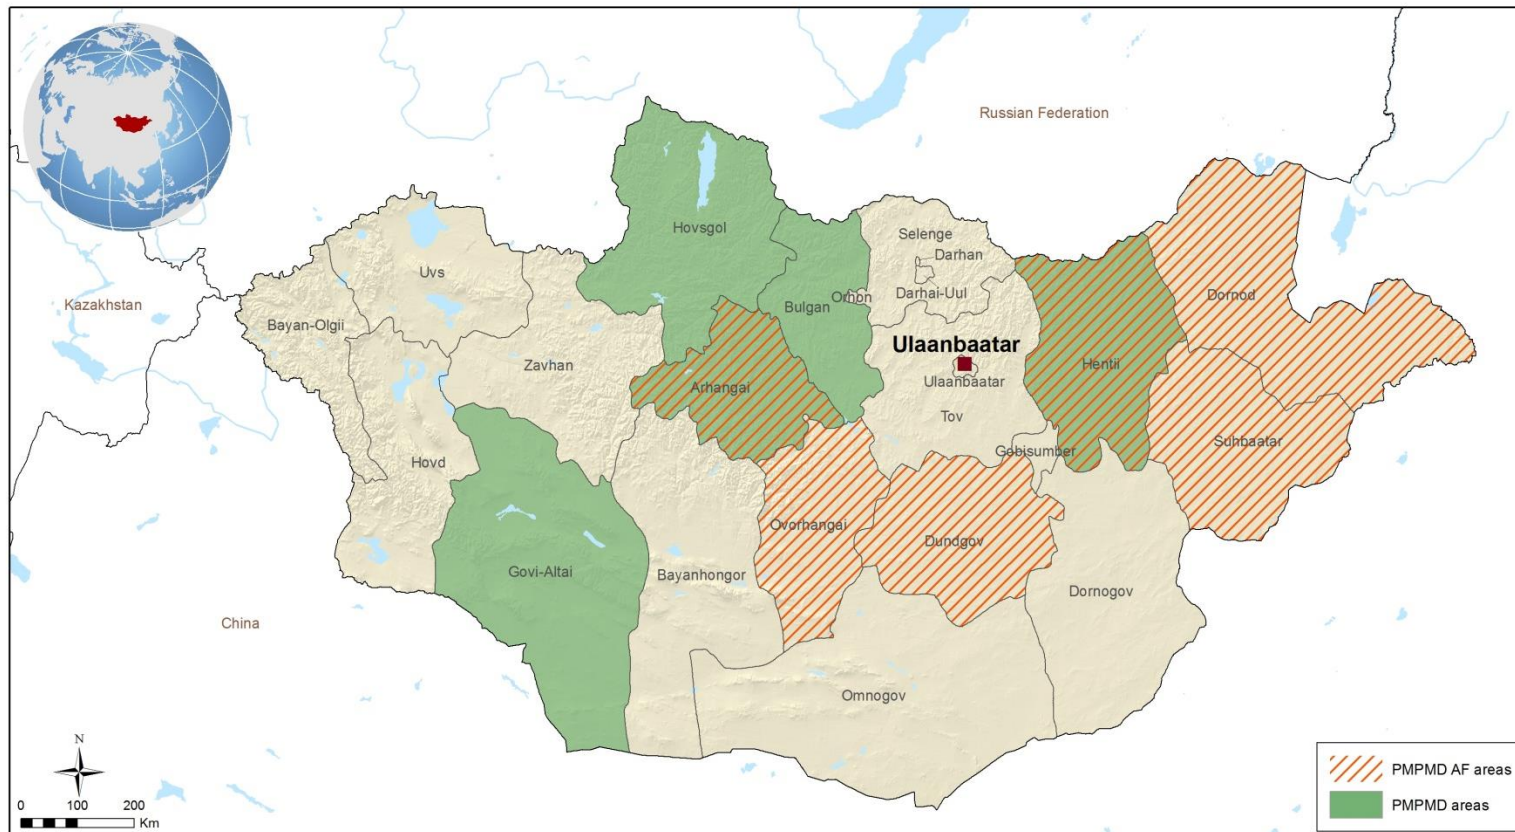 Russian Federation
Kazakhstan
China
Hovsgol
Selenge
Darhan
Uvs
Bayan-Olgii
Bulgan
Orhon
Darhai-Uul
Dornod
Zavhan
Ulaanbaatar
Hentii
Arhangai
Ulaanbaatar
Tov
Suhbaatar
Gobisumber
Hovd
Ovorhangai
Dundgov
Govi-Altai
Bayanhongor
Dornogov
Omnogov
N
0 100 200
Km
PMPMD AF areas
PMPMD areas